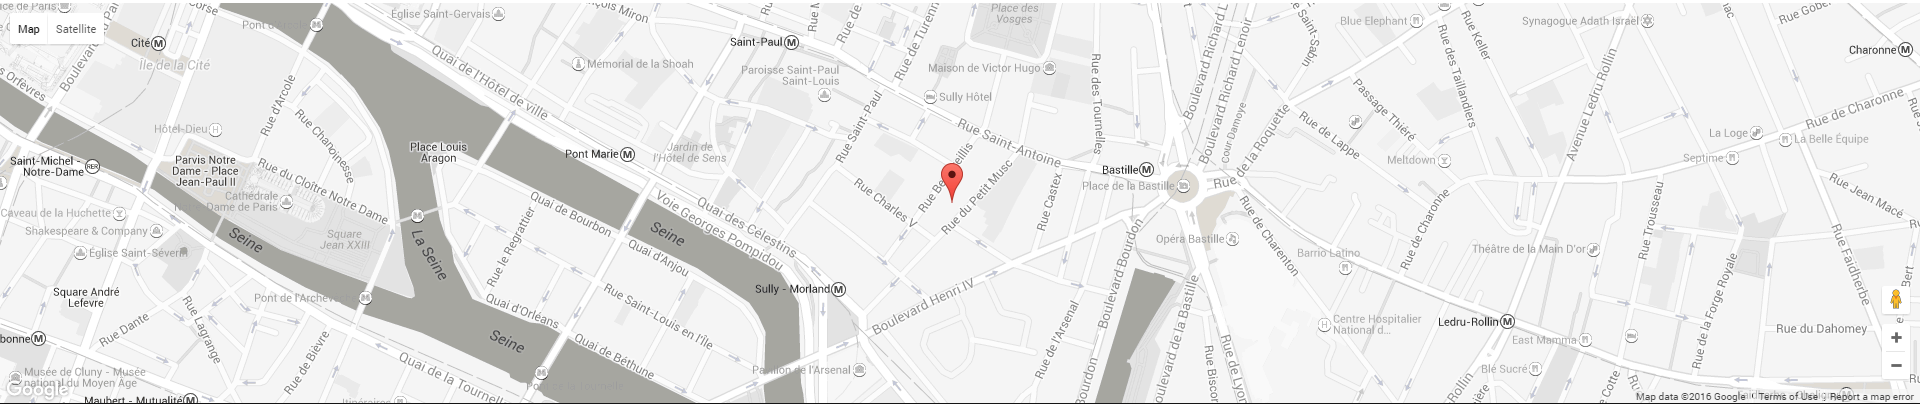 Map
Satellite
Cité
Île de la Cité
Église Saint-Gervais
Rue de Turenne
Saint-Paul
Place des
Vosges
Blue Elephant
Synagogue Adath Israel
Rue Keller
Charonne
Mémorial de la Shoah
Paroisse Saint-Paul
Saint-Louis
Maison de Victor Hugo
Sully Hôtel
Rue des Tournelles
Boulevard Richard Lenoir
Boulevard Richard Lenoir
Rue des Taillandiers
Passage Thiéré
Avenue Ledru Rollin
Rue de Charonne
Quai de l'Hôtel de ville
Rue d'Arcole
Rue Chanoinesse
Hôtel-Dieu
Parvis Notre
Dame - Place
Jean-Paul II
Saint-Michel -
Notre-Dame
Rue du Cloître Notre Dame
Place Louis
Aragon
Pont Marie
Jardin de
l'Hôtel de Sens
Rue Saint-Paul
Rue Saint-Antoine
Bastille
Place de la Bastille
Cour Damoye
Rue de la Roquette
Rue de Lappe
Meltdown
La Loge
Septime
La Belle Équipe
Cathédrale
Notre Dame de Paris
Caveau de la Huchette
Shakespeare & Company
Église Saint-Séverin
Square
Jean XXIII
Seine
La Seine
Rue le Regrattier
Quai de Bourbon
Quai d'Anjou
Seine
Quai des Célestins
Voie Georges Pompidou
Rue Charles V
Rue du Petit Musc
Rue Castex
Boulevard Bourdon
Opéra Bastille
Rue de Charenton
Barrio Latino
Rue de Charonne
Théâtre de la Main D'or
Rue Trousseau
Rue Jean Macé
Rue Faidherbe
Square André
Lefevre
Pont de l'Archevêché
Rue Dante
Rue Lagrange
Quai d'Orléans
Rue Saint-Louis en l'Île
Sully - Morland
Boulevard Henri IV
Rue de l'Arsenal
Boulevard de la Bastille
Rue de Lyon
Centre Hospitalier
National d...
Ledru-Rollin
East Mamma
Rue de la Forge Royale
Rue du Dahomey
Seine
Quai de Béthune
Rue de Bièvre
Quai de la Tournelle
Musée de Cluny - Musée
national du Moyen Âge
Google
Maubert - Mutualité
Itinéraires
Pavillon de l'Arsenal
Bourdon
Rue Biscor
Blé Sucré
Rollin
Rue Cotte
Map data ©2016 Google
Terms of Use
Report a map error